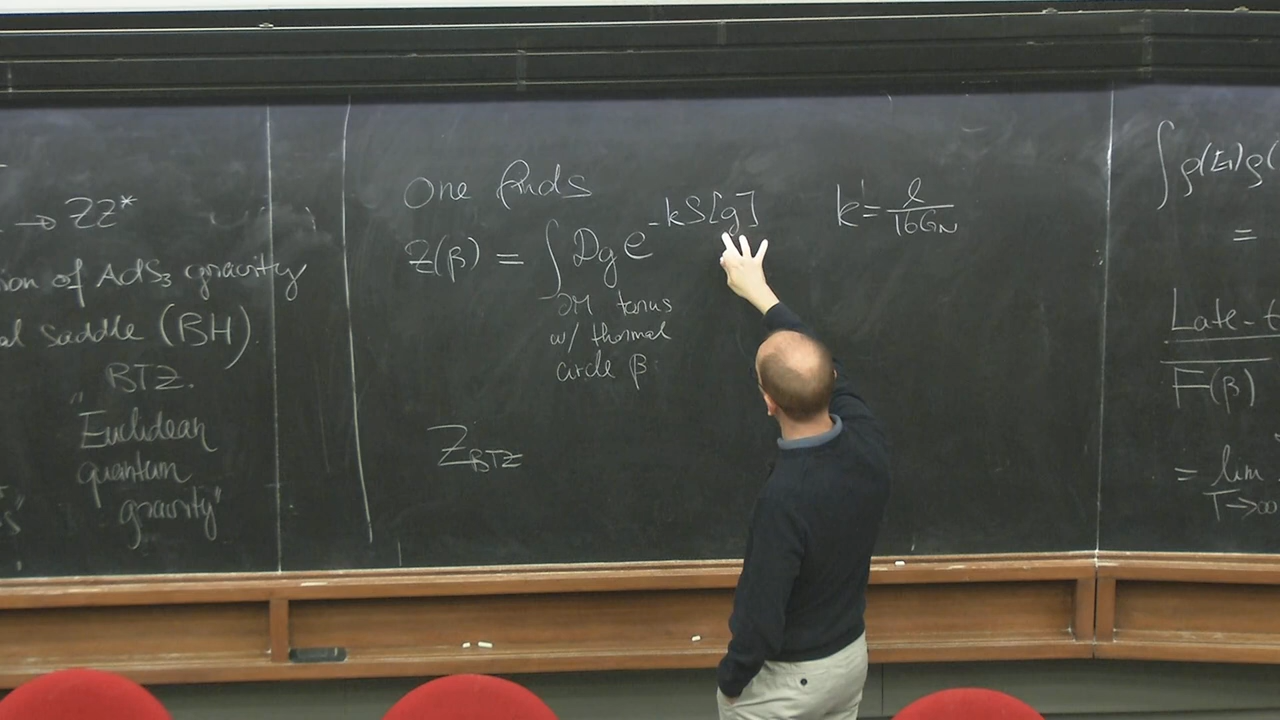 → ZZ*
ion of AdS₃ gravity
al saddle (BH)
" BTZ.
Euclidean
quantum
gravity"
One finds
Z(β) = ∫ Dg e^{-kS[g]} k' = ℓ/16G_N
∂M torus
w/ thermal
circle β
Z_BTZ
∫ρ(E₁)ρ(
=
Late-t
F(β)
= lim
T→∞